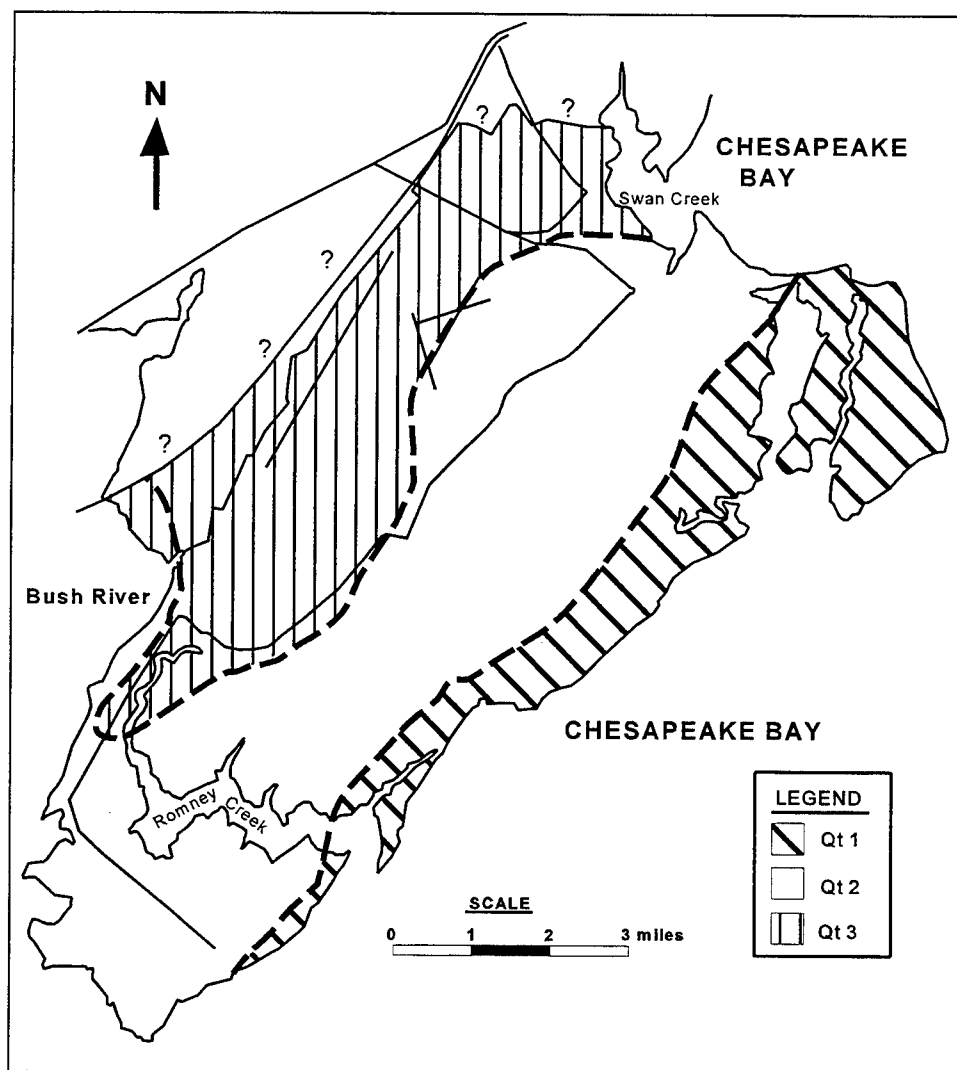 N
?
?
CHESAPEAKE
BAY
Swan Creek
?
?
?
Bush River
CHESAPEAKE BAY
Romney Creek
LEGEND
Qt 1
Qt 2
Qt 3
SCALE
0 1 2 3 miles